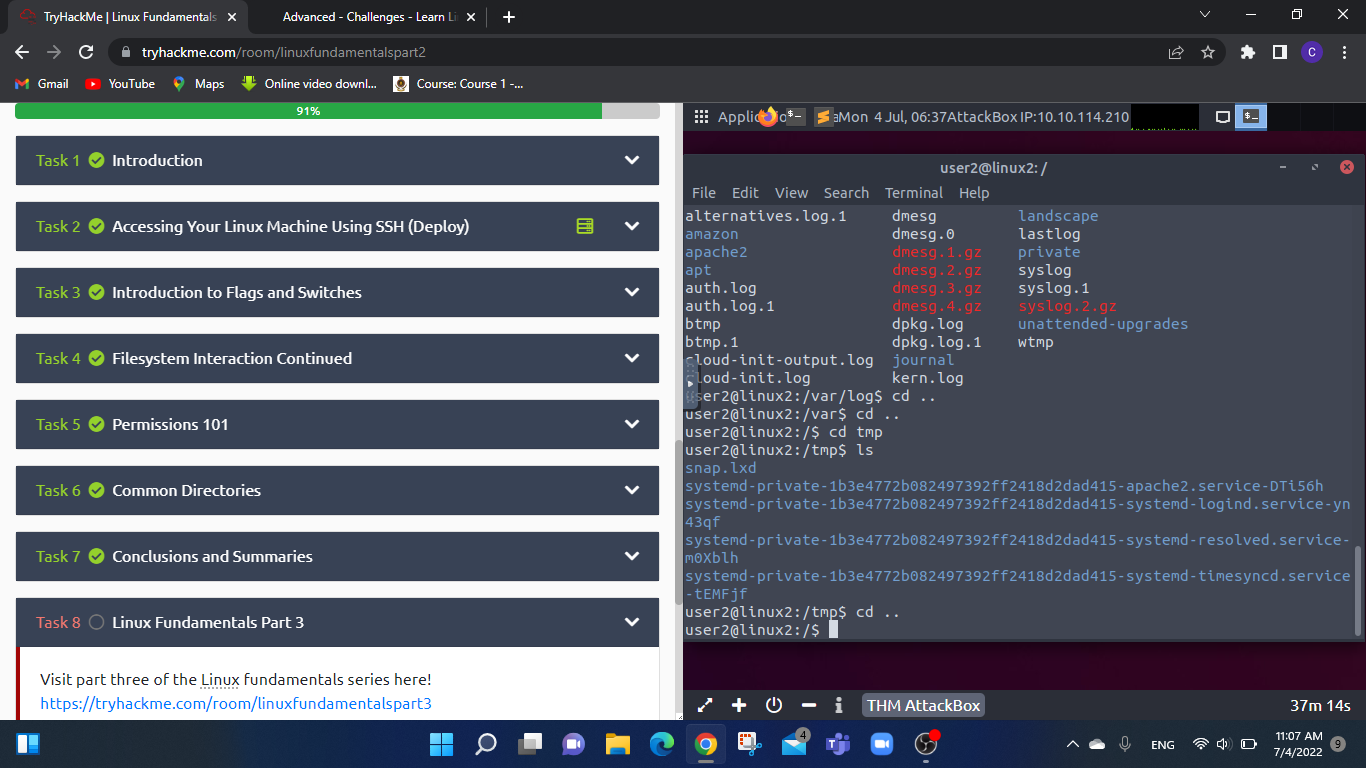 TryHackMe | Linux Fundamentals
Advanced - Challenges - Learn Li
tryhackme.com/room/linuxfundamentalspart2
C
Gmail
YouTube
Maps
Online video downl...
Course: Course 1 -...
91%
Task 1 Introduction
Task 2 Accessing Your Linux Machine Using SSH (Deploy)
Task 3 Introduction to Flags and Switches
Task 4 Filesystem Interaction Continued
Task 5 Permissions 101
Task 6 Common Directories
Task 7 Conclusions and Summaries
Task 8 Linux Fundamentals Part 3
Visit part three of the Linux fundamentals series here!
https://tryhackme.com/room/linuxfundamentalspart3
Mon 4 Jul, 06:37 AttackBox IP:10.10.114.210
user2@linux2: /
File Edit View Search Terminal Help
alternatives.log.1 dmesg landscape
amazon dmesg.0 lastlog
apache2 dmesg.1.gz private
apt dmesg.2.gz syslog
auth.log dmesg.3.gz syslog.1
auth.log.1 dmesg.4.gz syslog.2.gz
btmp dpkg.log unattended-upgrades
btmp.1 dpkg.log.1 wtmp
cloud-init-output.log journal
cloud-init.log kern.log
user2@linux2:/var/log$ cd ..
user2@linux2:/var$ cd ..
user2@linux2:/$ cd tmp
user2@linux2:/tmp$ ls
snap.lxd
systemd-private-1b3e4772b082497392ff2418d2dad415-apache2.service-DTi56h
systemd-private-1b3e4772b082497392ff2418d2dad415-systemd-logind.service-yn
43qf
systemd-private-1b3e4772b082497392ff2418d2dad415-systemd-resolved.service-
m0Xblh
systemd-private-1b3e4772b082497392ff2418d2dad415-systemd-timesyncd.service
-tEMFjf
user2@linux2:/tmp$ cd ..
user2@linux2:/$
THM AttackBox
37m 14s
4
ENG
11:07 AM
7/4/2022
9